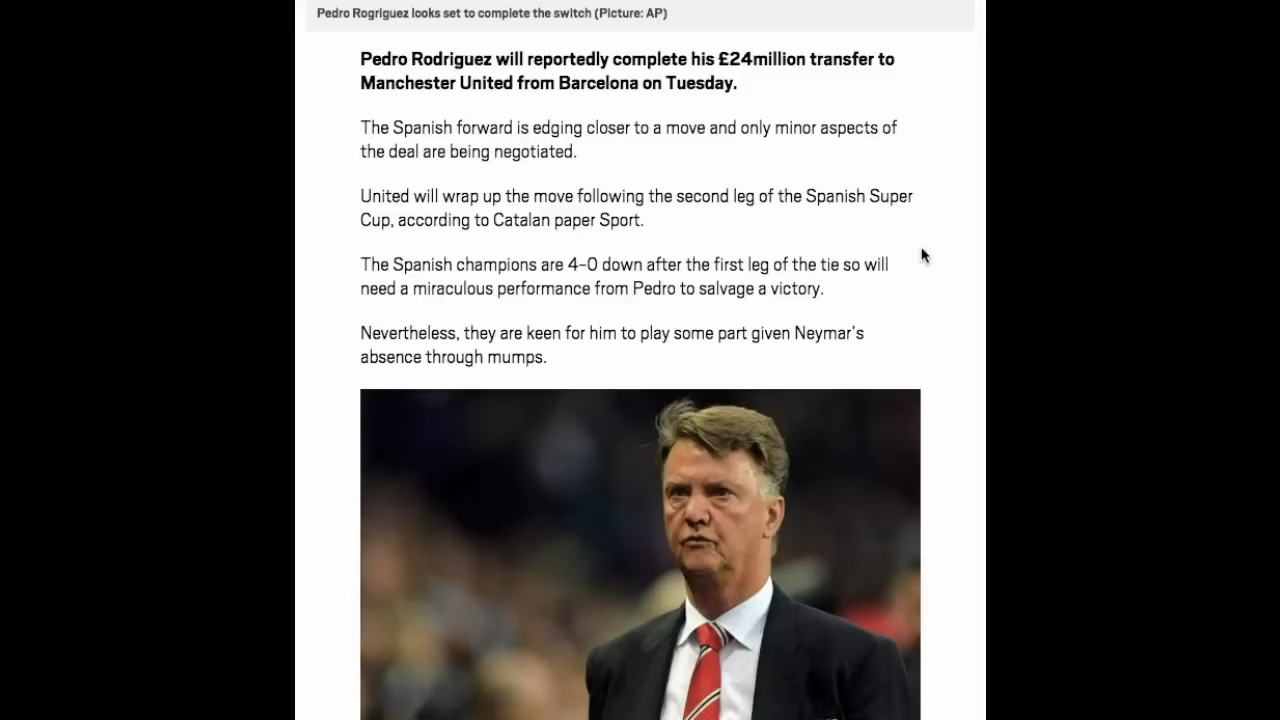 Pedro Rogriguez looks set to complete the switch (Picture: AP)
Pedro Rodriguez will reportedly complete his £24million transfer to
Manchester United from Barcelona on Tuesday.
The Spanish forward is edging closer to a move and only minor aspects of
the deal are being negotiated.
United will wrap up the move following the second leg of the Spanish Super
Cup, according to Catalan paper Sport.
The Spanish champions are 4-0 down after the first leg of the tie so will
need a miraculous performance from Pedro to salvage a victory.
Nevertheless, they are keen for him to play some part given Neymar's
absence through mumps.